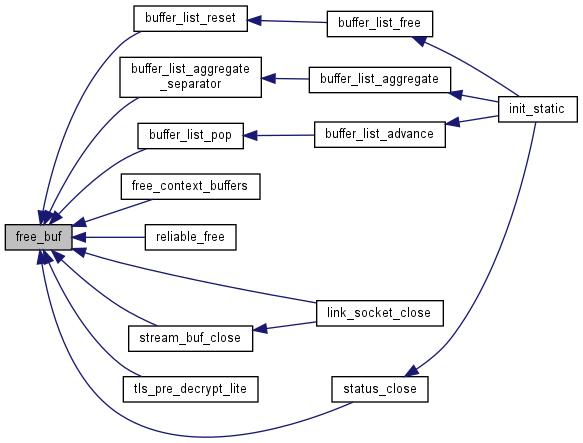 buffer_list_reset
buffer_list_free
buffer_list_aggregate
_separator
buffer_list_aggregate
init_static
buffer_list_pop
buffer_list_advance
free_context_buffers
free_buf
reliable_free
link_socket_close
stream_buf_close
tls_pre_decrypt_lite
status_close